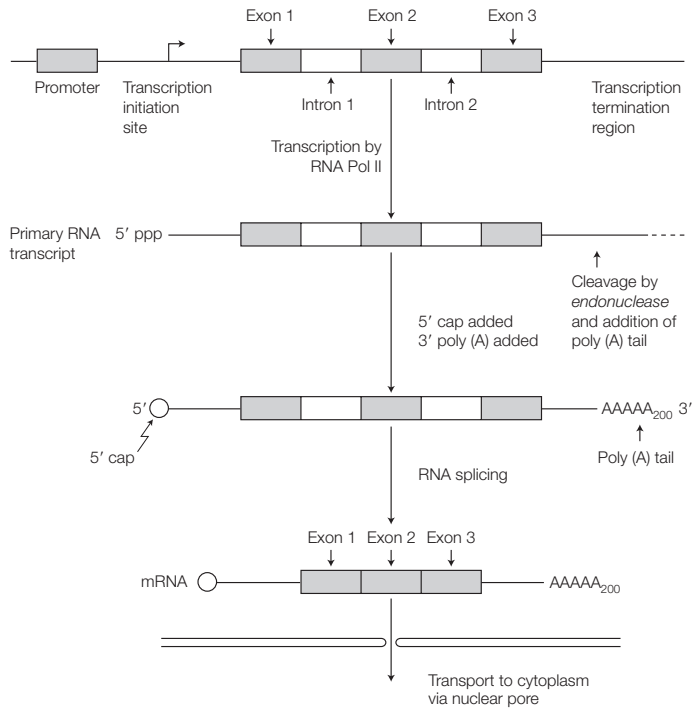 Exon 1
Exon 2
Exon 3
Promoter
Transcription
initiation
site
Intron 1
Intron 2
Transcription
termination
region
Transcription by
RNA Pol II
Primary RNA
transcript
5′ ppp
Cleavage by
endonuclease
and addition of
poly (A) tail
5′ cap added
3′ poly (A) added
5′
AAAAA200 3′
5′ cap
Poly (A) tail
RNA splicing
Exon 1
Exon 2
Exon 3
mRNA
AAAAA200
Transport to cytoplasm
via nuclear pore